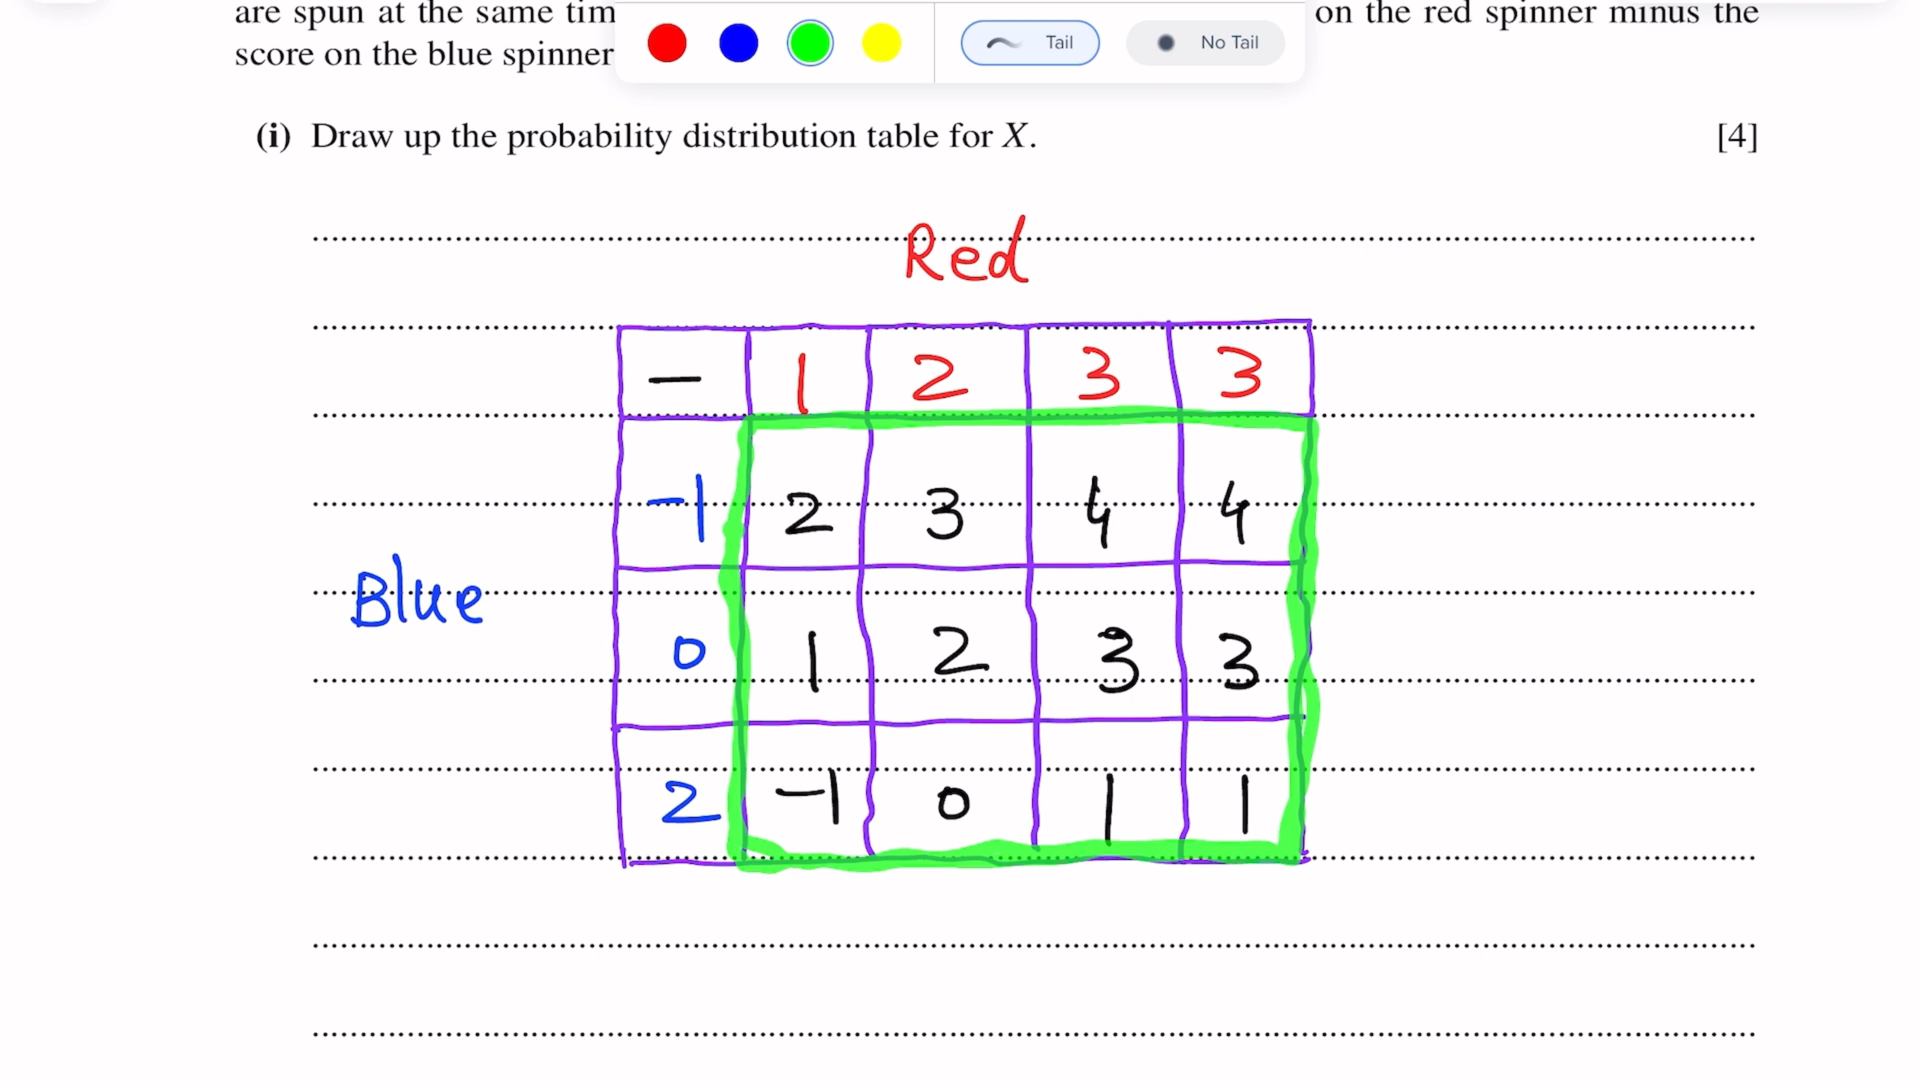 are spun at the same tim on the red spinner minus the
score on the blue spinner
Tail No Tail
(i) Draw up the probability distribution table for X. [4]
Red
− 1 2 3 3
−1 2 3 4 4
Blue
0 1 2 3 3
2 −1 0 1 1